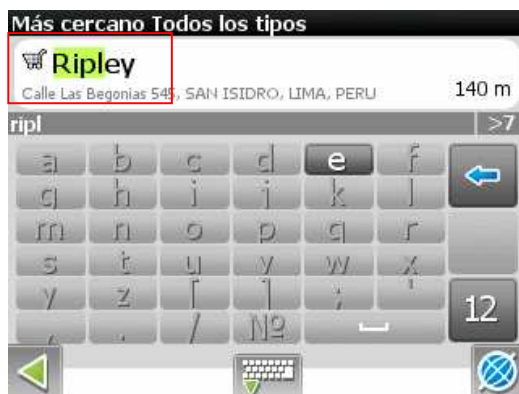 Más cercano Todos los tipos
Ripley
Calle Las Begonias 545, SAN ISIDRO, LIMA, PERU 140 m
ripl >7
a b c d e f
g h i j k l
m n o p q r
s t u v w x
y z [ ] ; '
, . / Nº
12